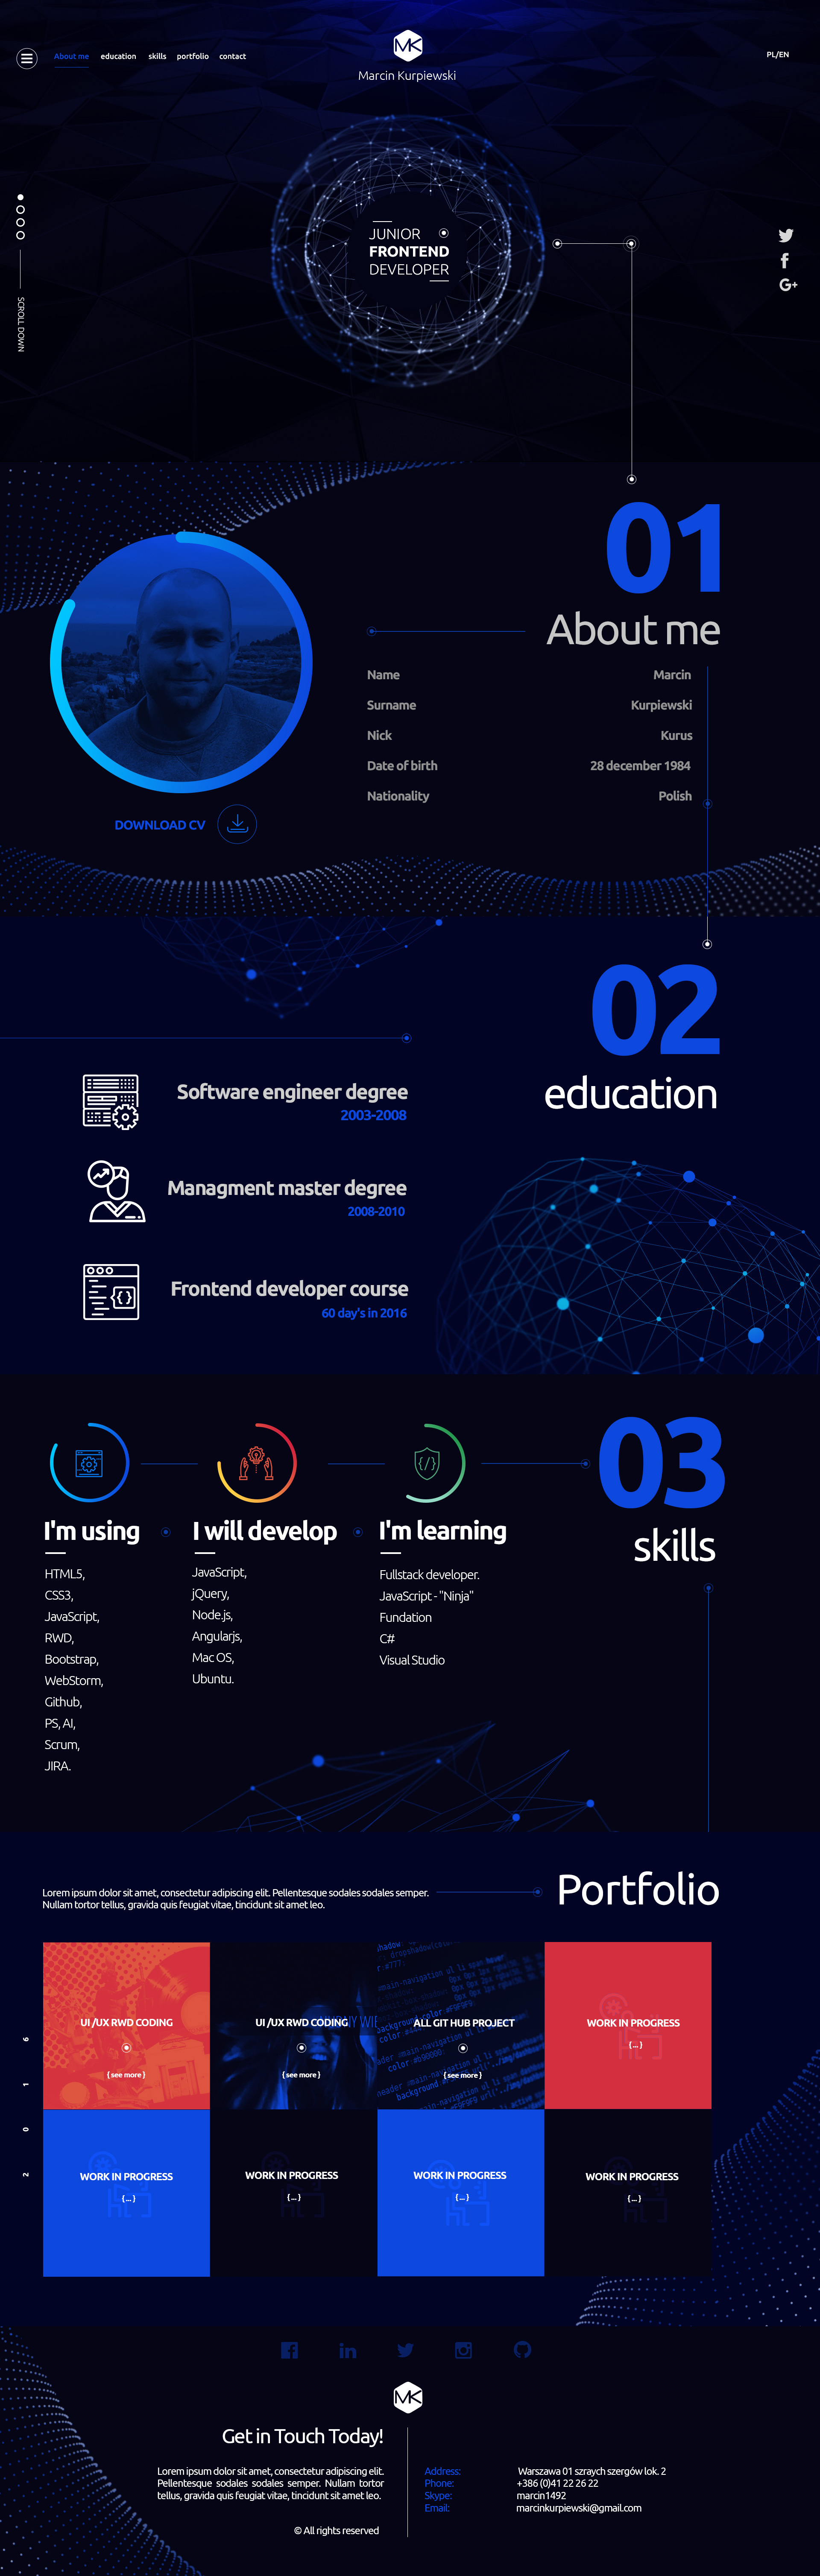 About me education skills portfolio contact
MK
Marcin Kurpiewski
PL/EN
JUNIOR
FRONTEND
DEVELOPER
SCROLL DOWN
G+
01
About me
Name Marcin
Surname Kurpiewski
Nick Kurus
Date of birth 28 december 1984
Nationality Polish
DOWNLOAD CV
02
education
Software engineer degree
2003-2008
Managment master degree
2008-2010
Frontend developer course
60 day's in 2016
03
skills
I'm using
HTML5,
CSS3,
JavaScript,
RWD,
Bootstrap,
WebStorm,
Github,
PS, AI,
Scrum,
JIRA.
I will develop
JavaScript,
jQuery,
Node.js,
Angularjs,
Mac OS,
Ubuntu.
I'm learning
Fullstack developer.
JavaScript - "Ninja"
Fundation
C#
Visual Studio
Portfolio
Lorem ipsum dolor sit amet, consectetur adipiscing elit. Pellentesque sodales sodales semper.
Nullam tortor tellus, gravida quis feugiat vitae, tincidunt sit amet leo.
2 0 1 6
UI /UX RWD CODING
{ see more }
UI /UX RWD CODING
{ see more }
ALL GIT HUB PROJECT
{ see more }
WORK IN PROGRESS
{ ... }
WORK IN PROGRESS
{ ... }
WORK IN PROGRESS
{ ... }
WORK IN PROGRESS
{ ... }
WORK IN PROGRESS
{ ... }
MK
Get in Touch Today!
Lorem ipsum dolor sit amet, consectetur adipiscing elit.
Pellentesque sodales sodales semper. Nullam tortor
tellus, gravida quis feugiat vitae, tincidunt sit amet leo.
© All rights reserved
Address: Warszawa 01 szraych szergów lok. 2
Phone: +386 (0)41 22 26 22
Skype: marcin1492
Email: marcinkurpiewski@gmail.com